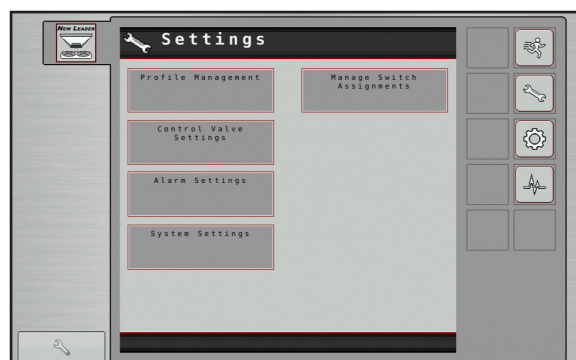 New Leader
Settings
Profile Management
Manage Switch
Assignments
Control Valve
Settings
Alarm Settings
System Settings